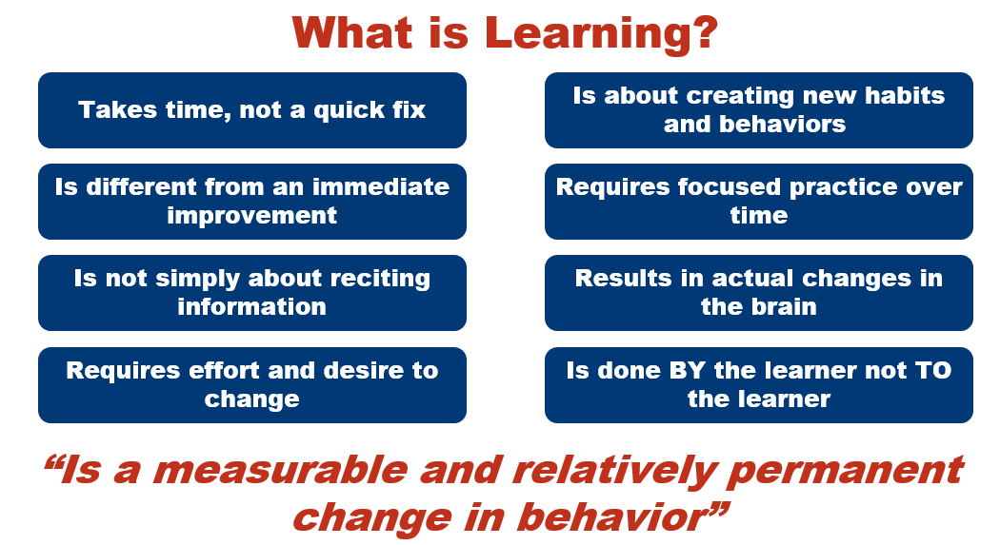 What is Learning?
Takes time, not a quick fix
Is about creating new habits
and behaviors
Is different from an immediate
improvement
Requires focused practice over
time
Is not simply about reciting
information
Results in actual changes in
the brain
Requires effort and desire to
change
Is done BY the learner not TO
the learner
“Is a measurable and relatively permanent
change in behavior”